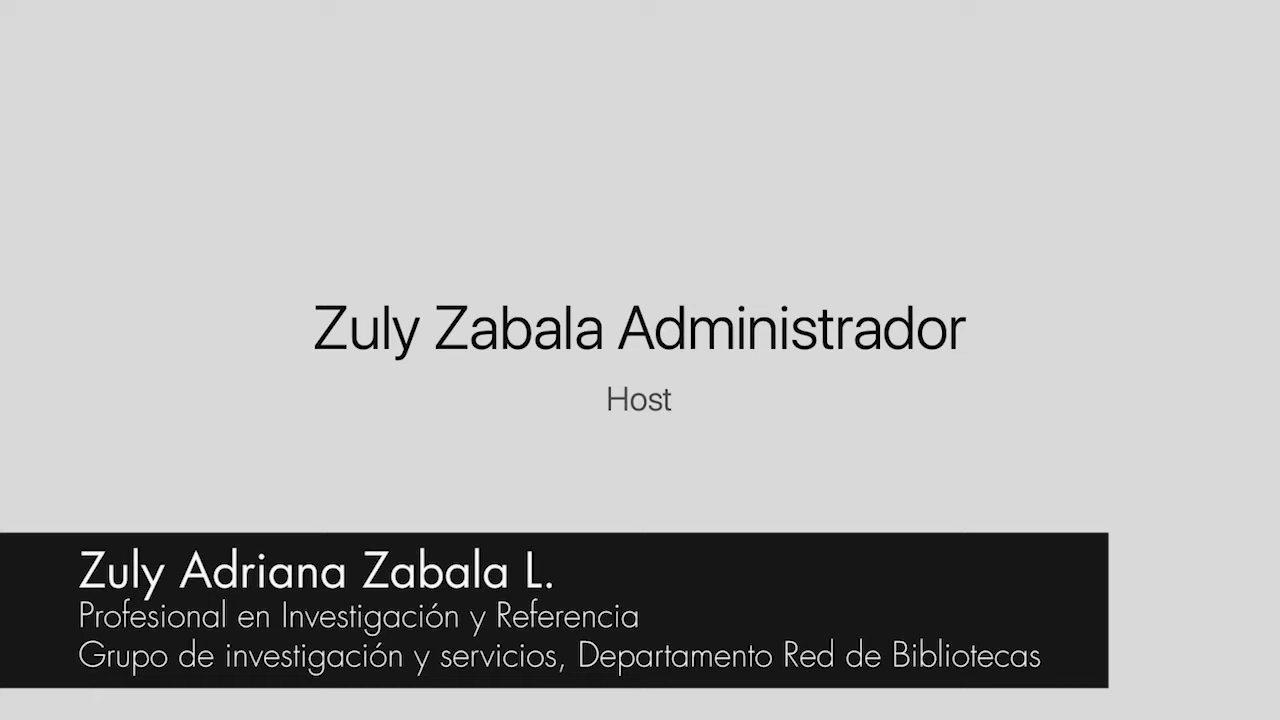 Zuly Zabala Administrador
Host
Zuly Adriana Zabala L.
Profesional en Investigación y Referencia
Grupo de investigación y servicios, Departamento Red de Bibliotecas